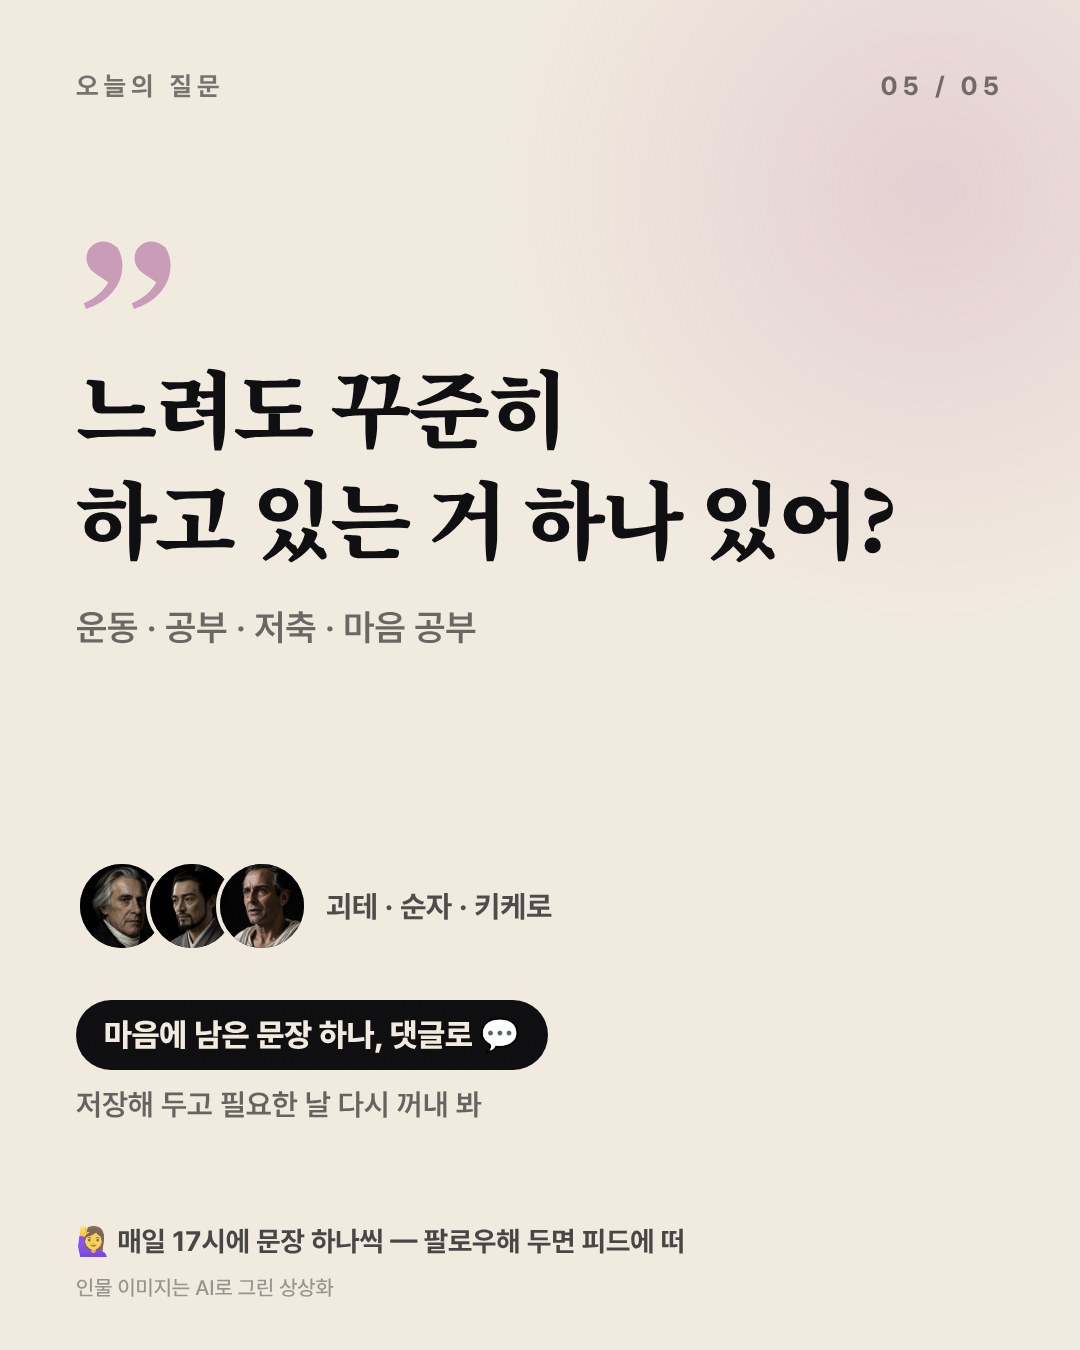 오늘의 질문
05 / 05
”
느려도 꾸준히
하고 있는 거 하나 있어?
운동 · 공부 · 저축 · 마음 공부
괴테 · 순자 · 키케로
마음에 남은 문장 하나, 댓글로 💬
저장해 두고 필요한 날 다시 꺼내 봐
🙋‍♀️ 매일 17시에 문장 하나씩 — 팔로우해 두면 피드에 떠
인물 이미지는 AI로 그린 상상화